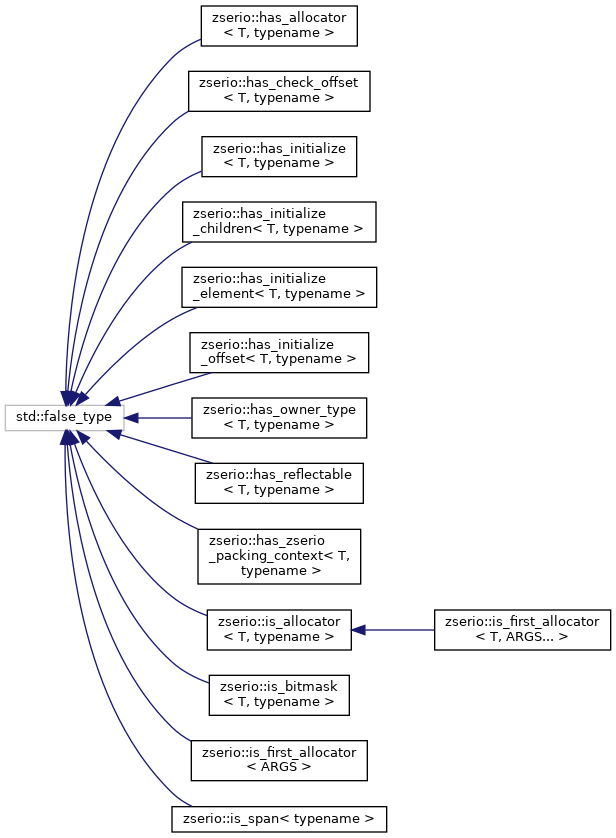 zserio::has_allocator
< T, typename >
zserio::has_check_offset
< T, typename >
zserio::has_initialize
< T, typename >
zserio::has_initialize
_children< T, typename >
zserio::has_initialize
_element< T, typename >
zserio::has_initialize
_offset< T, typename >
std::false_type
zserio::has_owner_type
< T, typename >
zserio::has_reflectable
< T, typename >
zserio::has_zserio
_packing_context< T,
typename >
zserio::is_allocator
< T, typename >
zserio::is_first_allocator
< T, ARGS... >
zserio::is_bitmask
< T, typename >
zserio::is_first_allocator
< ARGS >
zserio::is_span< typename >